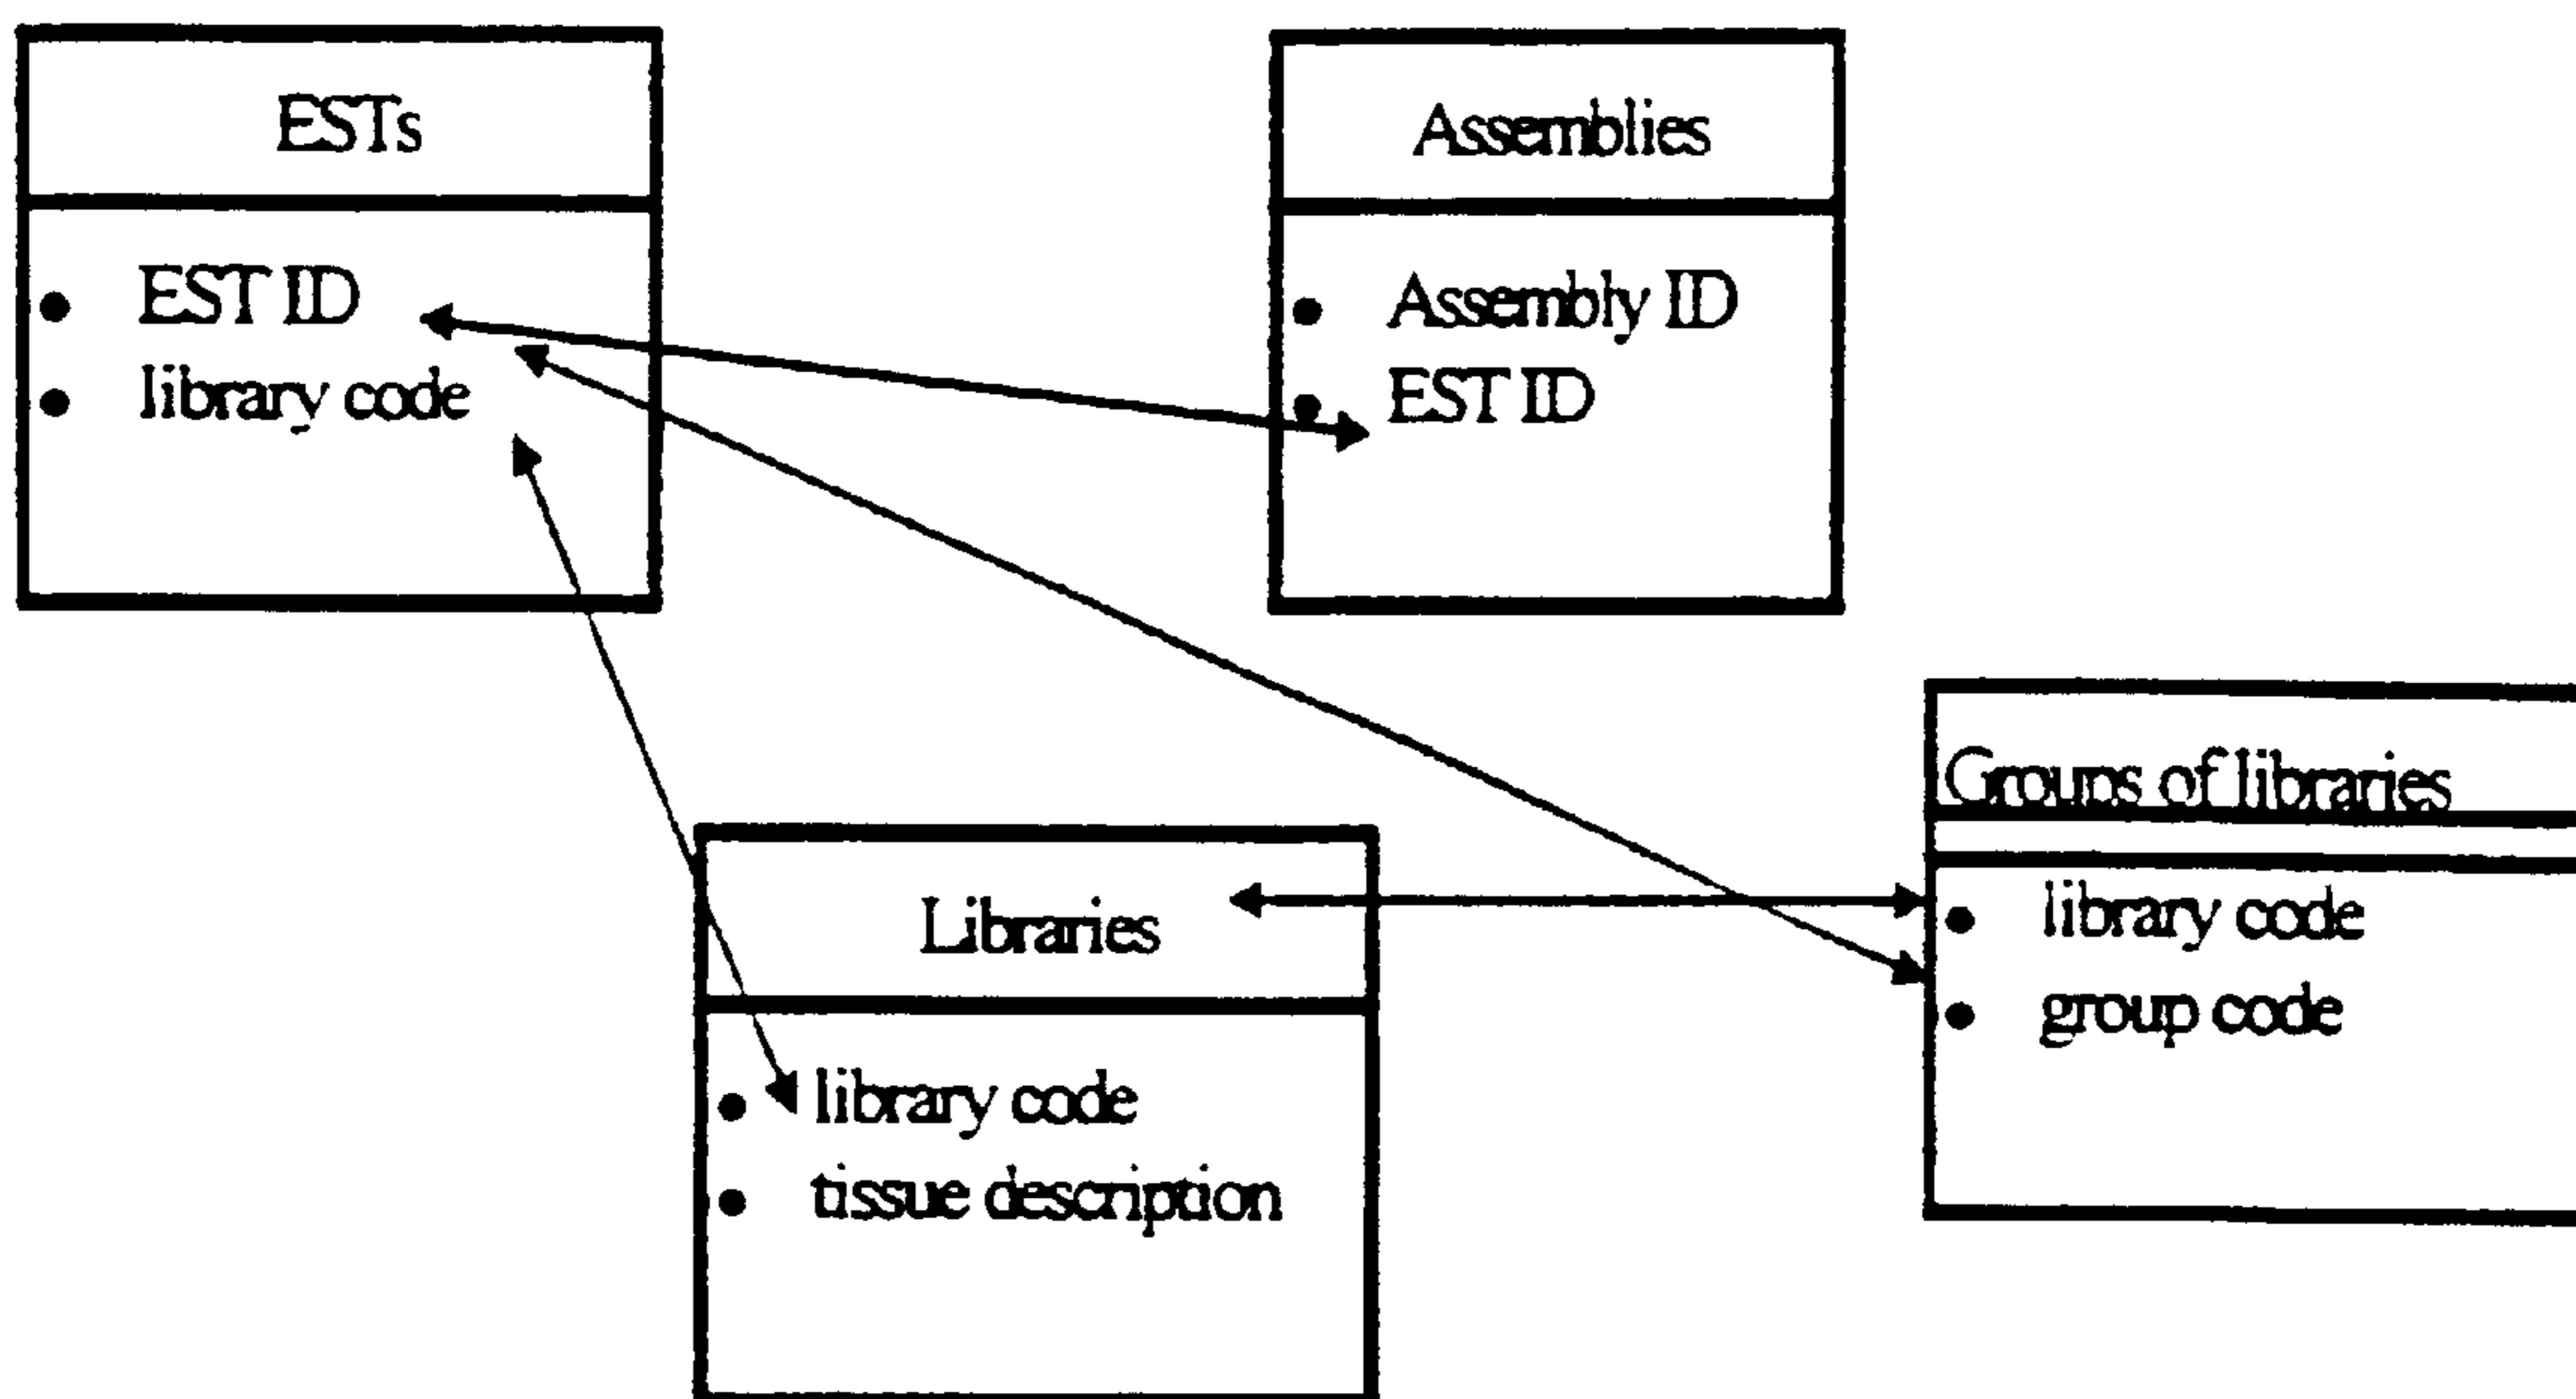 ESTs
EST ID
library code
Assemblies
Assembly ID
EST ID
Libraries
library code
tissue description
Groups of libraries
library code
group code